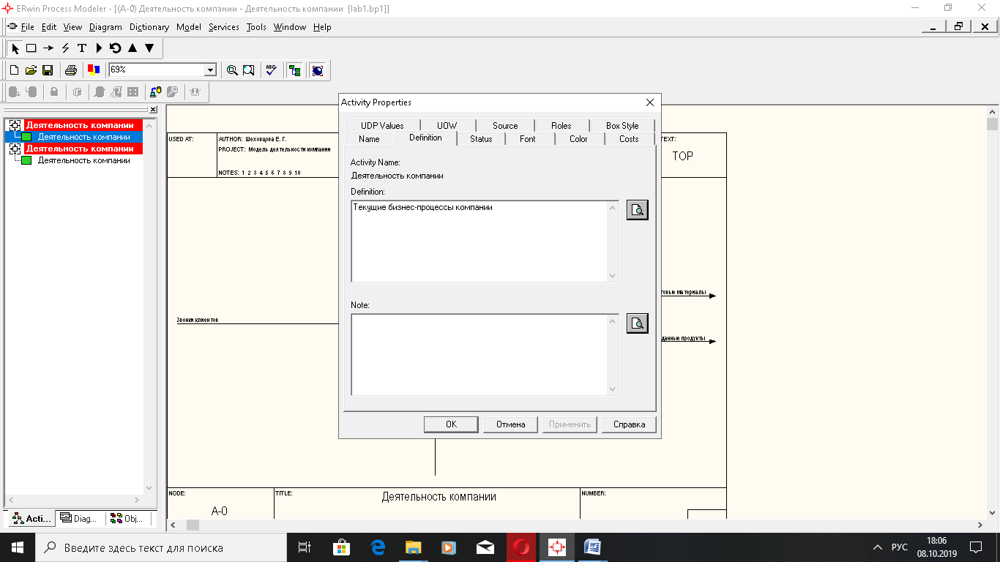 ERwin Process Modeler - [(A-0) Деятельность компании - Деятельность компании  [lab1.bp1]]
File Edit View Diagram Dictionary Model Services Tools Window Help
69%
ABC
Деятельность компании
Деятельность компании
Деятельность компании
Деятельность компании
Acti...
Diag...
Obj...
USED AT:
AUTHOR: Шеховцова Е. Г.
PROJECT: Модель деятельности компании
NOTES: 1 2 3 4 5 6 7 8 9 10
TEXT:
TOP
Звонки клиентов
товые материалы
данные продукты
NODE:
A-0
TITLE:
Деятельность компании
NUMBER:
Activity Properties
UDP Values UOW Source Roles Box Style
Name Definition Status Font Color Costs
Activity Name:
Деятельность компании
Definition:
Текущие бизнес-процессы компании
Note:
OK Отмена Применить Справка
Введите здесь текст для поиска
РУС
18:06
08.10.2019